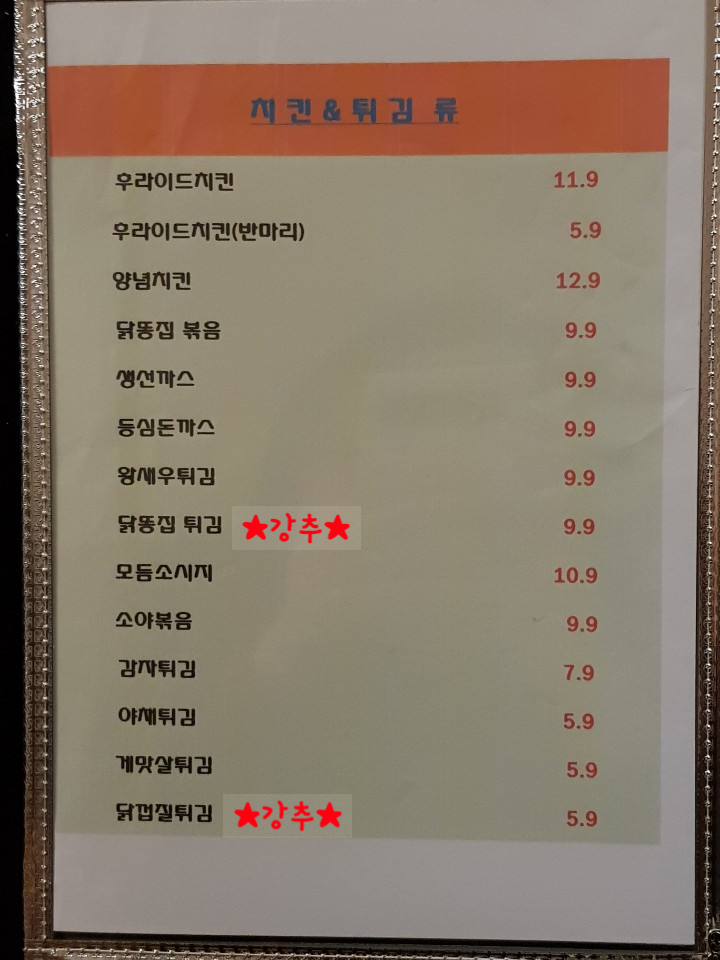 치킨&튀김 류
후라이드치킨 11.9
후라이드치킨(반마리) 5.9
양념치킨 12.9
닭똥집 볶음 9.9
생선까스 9.9
등심돈까스 9.9
왕새우튀김 9.9
닭똥집 튀김 ★강추★ 9.9
모듬소시지 10.9
소야볶음 9.9
감자튀김 7.9
야채튀김 5.9
게맛살튀김 5.9
닭껍질튀김 ★강추★ 5.9